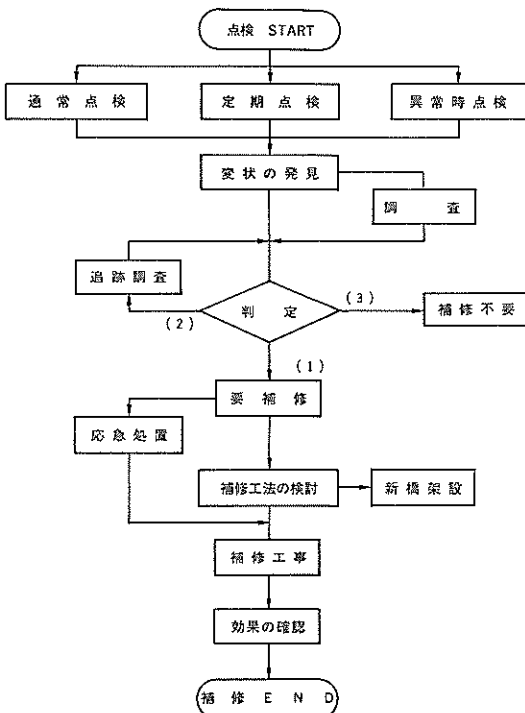 点検 START
通常点検
定期点検
異常時点検
変状の発見
調査
追跡調査
判定
(3)
補修不要
(2)
(1)
要補修
応急処置
補修工法の検討
新橋架設
補修工事
効果の確認
補修 END